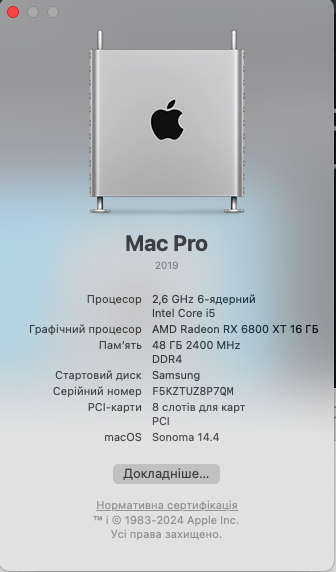 Mac Pro
2019
Процесор 2,6 GHz 6-ядерний
Intel Core i5
Графічний процесор AMD Radeon RX 6800 XT 16 ГБ
Памʼять 48 ГБ 2400 MHz
DDR4
Стартовий диск Samsung
Серійний номер F5KZTUZ8P7QM
PCI-карти 8 слотів для карт
PCI
macOS Sonoma 14.4
Докладніше...
Нормативна сертифікація
™ і © 1983-2024 Apple Inc.
Усі права захищено.